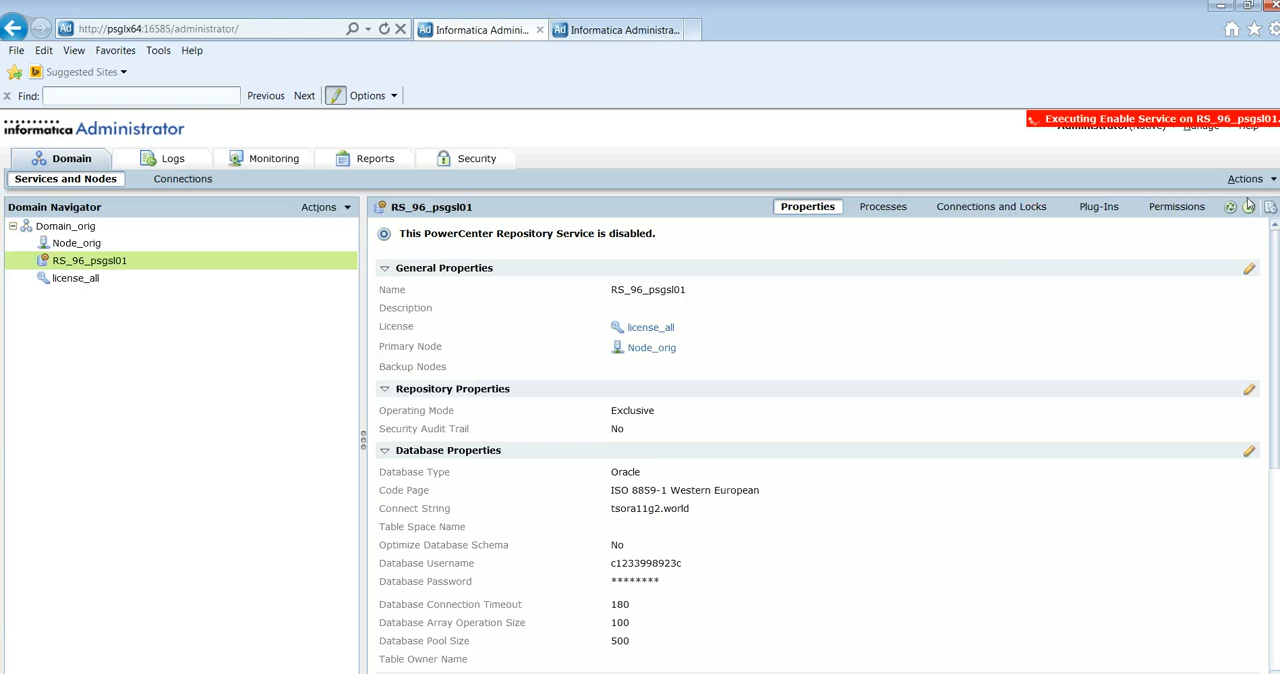 http://psglx64:16585/administrator/
Informatica Admini...
Informatica Administra...
File Edit View Favorites Tools Help
Suggested Sites
Find: Previous Next Options
informatica Administrator
Executing Enable Service on RS_96_psgsl01.
Administrator(Native) Manage Help
Domain Logs Monitoring Reports Security
Services and Nodes Connections Actions
Domain Navigator Actions
Domain_orig
Node_orig
RS_96_psgsl01
license_all
RS_96_psgsl01 Properties Processes Connections and Locks Plug-Ins Permissions
This PowerCenter Repository Service is disabled.
General Properties
Name RS_96_psgsl01
Description
License license_all
Primary Node Node_orig
Backup Nodes
Repository Properties
Operating Mode Exclusive
Security Audit Trail No
Database Properties
Database Type Oracle
Code Page ISO 8859-1 Western European
Connect String tsora11g2.world
Table Space Name
Optimize Database Schema No
Database Username c1233998923c
Database Password ********
Database Connection Timeout 180
Database Array Operation Size 100
Database Pool Size 500
Table Owner Name